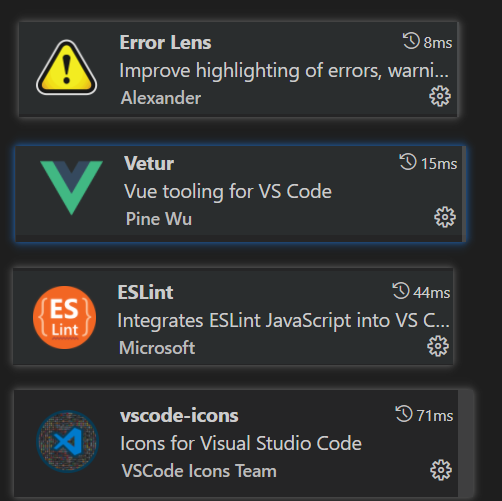 Error Lens 8ms
Improve highlighting of errors, warni...
Alexander
Vetur 15ms
Vue tooling for VS Code
Pine Wu
ESLint 44ms
{ES}
Lint
Integrates ESLint JavaScript into VS C...
Microsoft
vscode-icons 71ms
Icons for Visual Studio Code
VSCode Icons Team